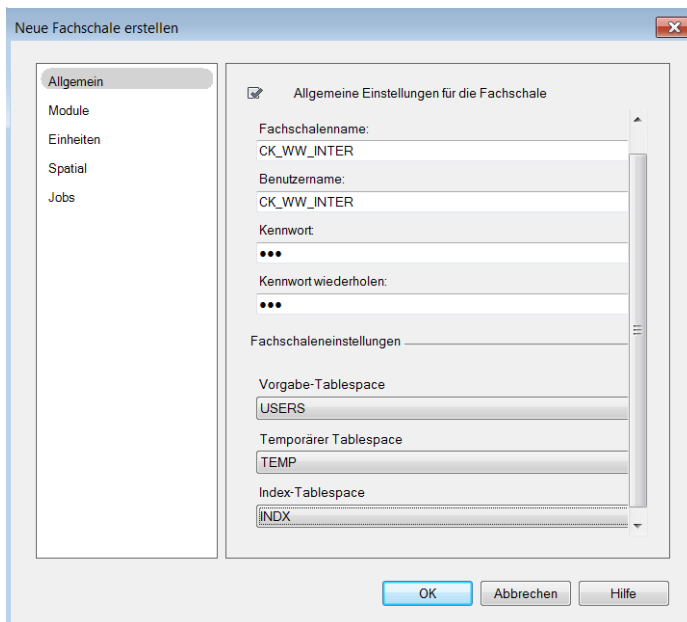 Neue Fachschale erstellen
Allgemein
Module
Einheiten
Spatial
Jobs
Allgemeine Einstellungen für die Fachschale
Fachschalenname:
CK_WW_INTER
Benutzername:
CK_WW_INTER
Kennwort:
●●●
Kennwort wiederholen:
●●●
Fachschaleneinstellungen
Vorgabe-Tablespace
USERS
Temporärer Tablespace
TEMP
Index-Tablespace
INDX
OK
Abbrechen
Hilfe